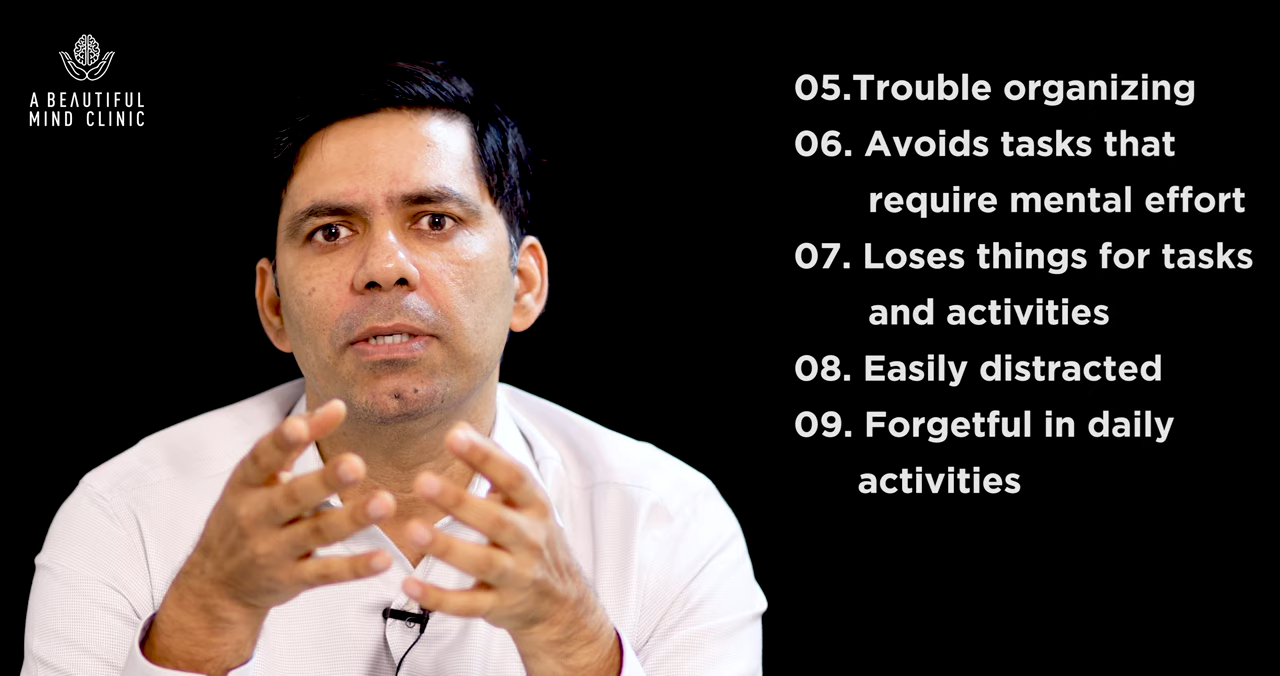 A BEAUTIFUL
MIND CLINIC
05.Trouble organizing
06. Avoids tasks that
require mental effort
07. Loses things for tasks
and activities
08. Easily distracted
09. Forgetful in daily
activities